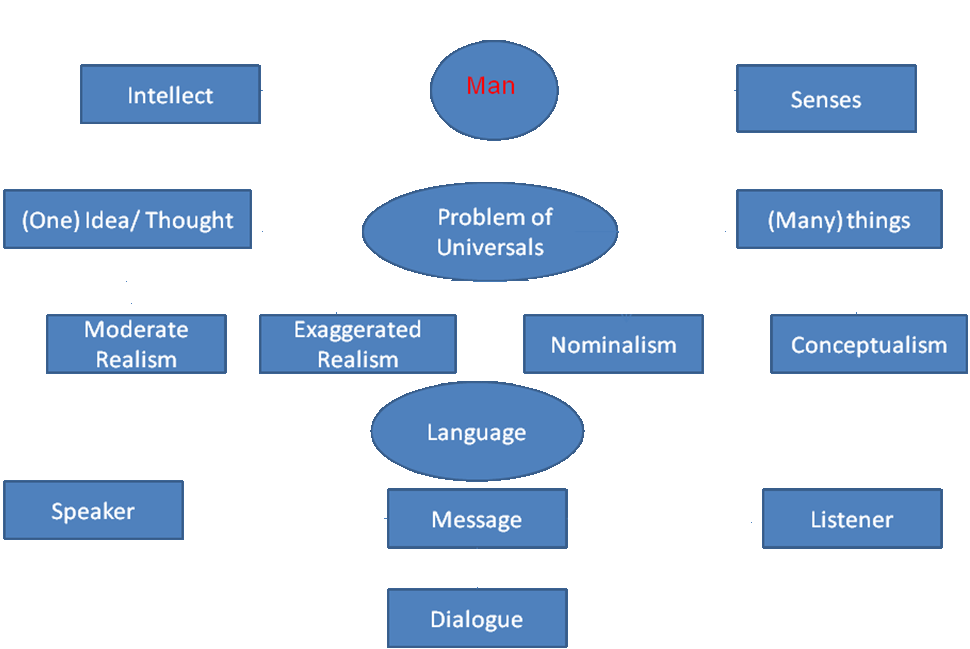 Man
Intellect
Senses
(One) Idea/ Thought
Problem of
Universals
(Many) things
Moderate
Realism
Exaggerated
Realism
Nominalism
Conceptualism
Language
Speaker
Message
Listener
Dialogue